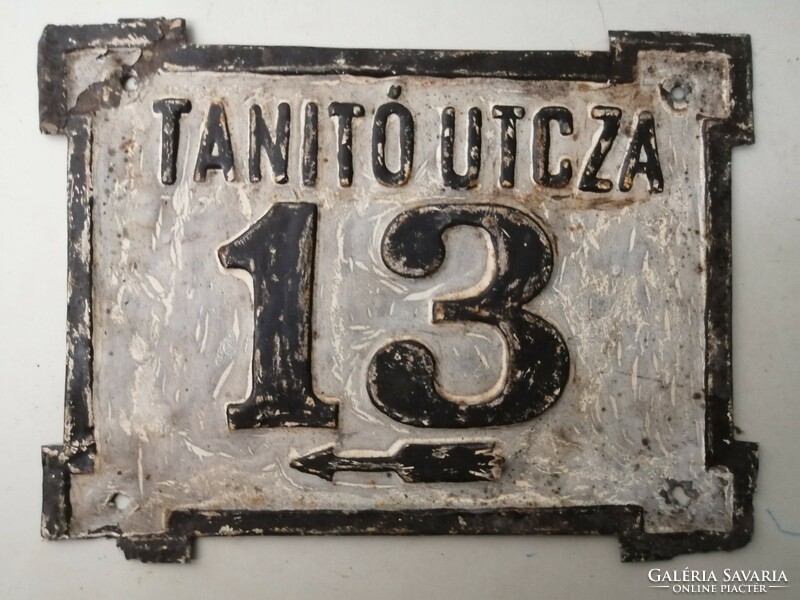 TANITÓ UTCZA
13
GALÉRIA SAVARIA
ONLINE PIACTÉR